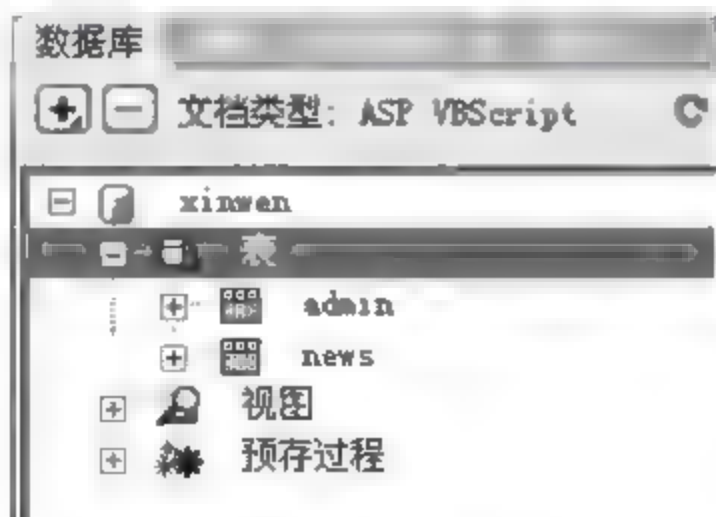 数据库
文档类型: ASP VBScript
xinwen
表
admin
news
视图
预存过程